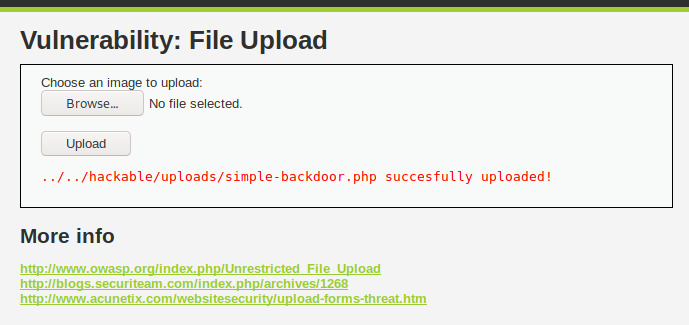 Vulnerability: File Upload
Choose an image to upload:
Browse... No file selected.
Upload
../../hackable/uploads/simple-backdoor.php succesfully uploaded!
More info
http://www.owasp.org/index.php/Unrestricted_File_Upload
http://blogs.securiteam.com/index.php/archives/1268
http://www.acunetix.com/websitesecurity/upload-forms-threat.htm